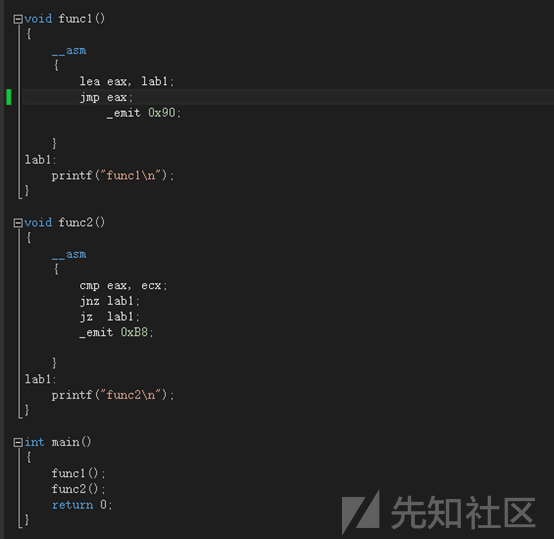 void func1()
{
    __asm
    {
        lea eax, lab1;
        jmp eax;
            _emit 0x90;

    }
lab1:
    printf("func1\n");
}

void func2()
{
    __asm
    {
        cmp eax, ecx;
        jnz lab1;
        jz  lab1;
        _emit 0xB8;

    }
lab1:
    printf("func2\n");
}

int main()
{
    func1();
    func2();
    return 0;
}
先知社区